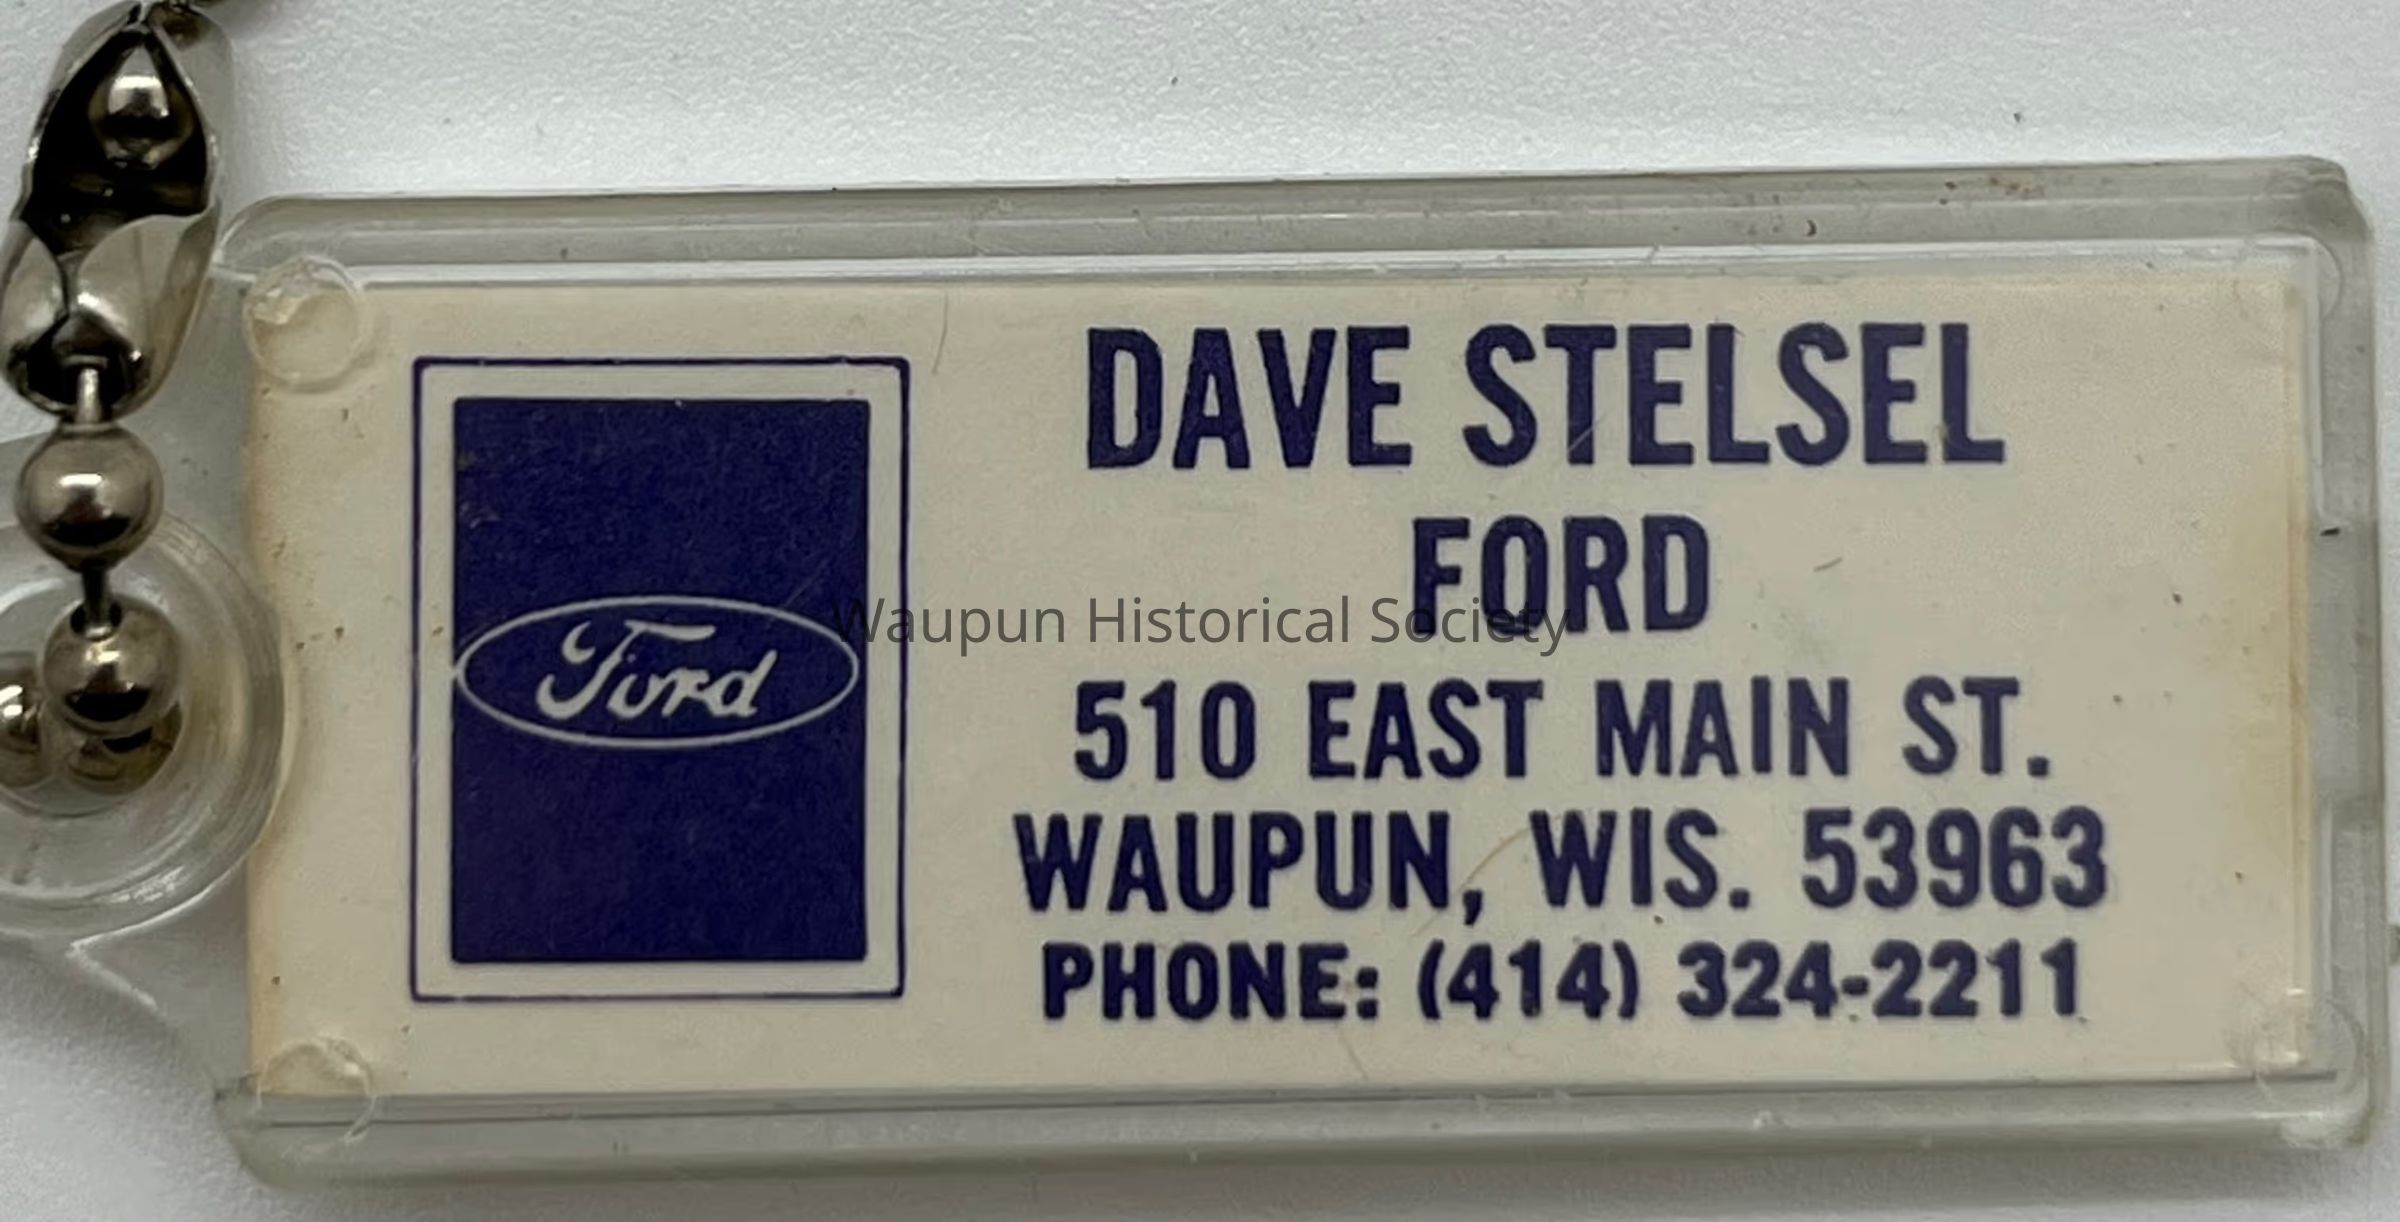 DAVE STELSEL
FORD
Ford
Waupun Historical Society
510 EAST MAIN ST.
WAUPUN, WIS. 53963
PHONE: (414) 324-2211